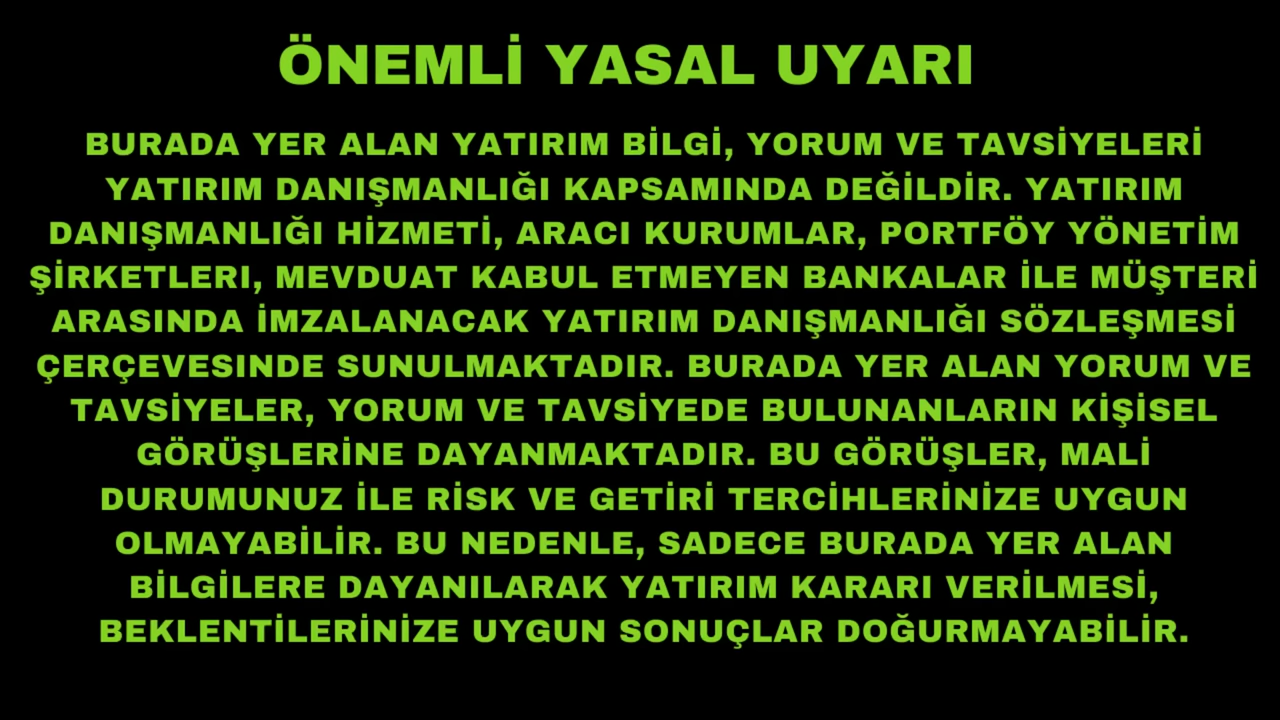 ÖNEMLİ YASAL UYARI
BURADA YER ALAN YATIRIM BİLGİ, YORUM VE TAVSİYELERİ
YATIRIM DANIŞMANLIĞI KAPSAMINDA DEĞİLDİR. YATIRIM
DANIŞMANLIĞI HİZMETİ, ARACI KURUMLAR, PORTFÖY YÖNETİM
ŞİRKETLERI, MEVDUAT KABUL ETMEYEN BANKALAR İLE MÜŞTERİ
ARASINDA İMZALANACAK YATIRIM DANIŞMANLIĞI SÖZLEŞMESİ
ÇERÇEVESINDE SUNULMAKTADIR. BURADA YER ALAN YORUM VE
TAVSİYELER, YORUM VE TAVSİYEDE BULUNANLARIN KİŞİSEL
GÖRÜŞLERİNE DAYANMAKTADIR. BU GÖRÜŞLER, MALİ
DURUMUNUZ İLE RİSK VE GETİRİ TERCİHLERİNİZE UYGUN
OLMAYABİLİR. BU NEDENLE, SADECE BURADA YER ALAN
BİLGİLERE DAYANILARAK YATIRIM KARARI VERİLMESİ,
BEKLENTİLERİNİZE UYGUN SONUÇLAR DOĞURMAYABİLİR.